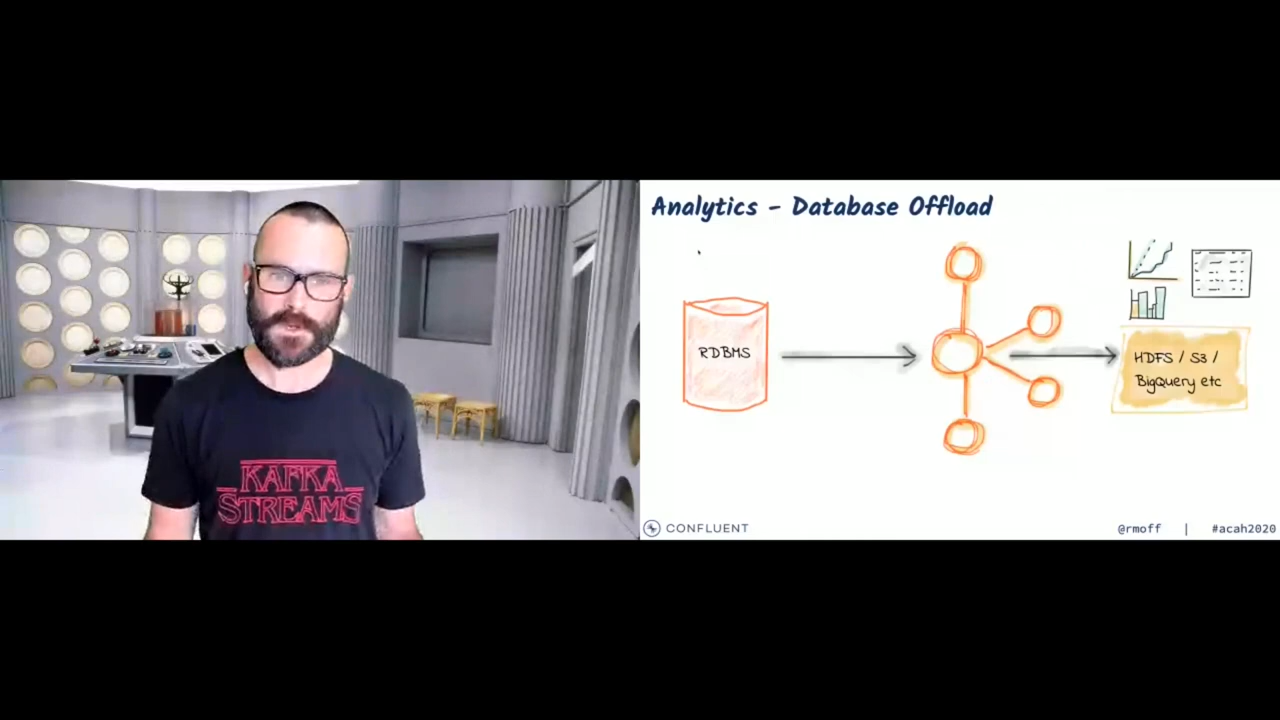 KAFKA
STREAMS
Analytics - Database Offload
RDBMS
HDFS / S3 /
BigQuery etc
CONFLUENT
@rmoff | #acah2020